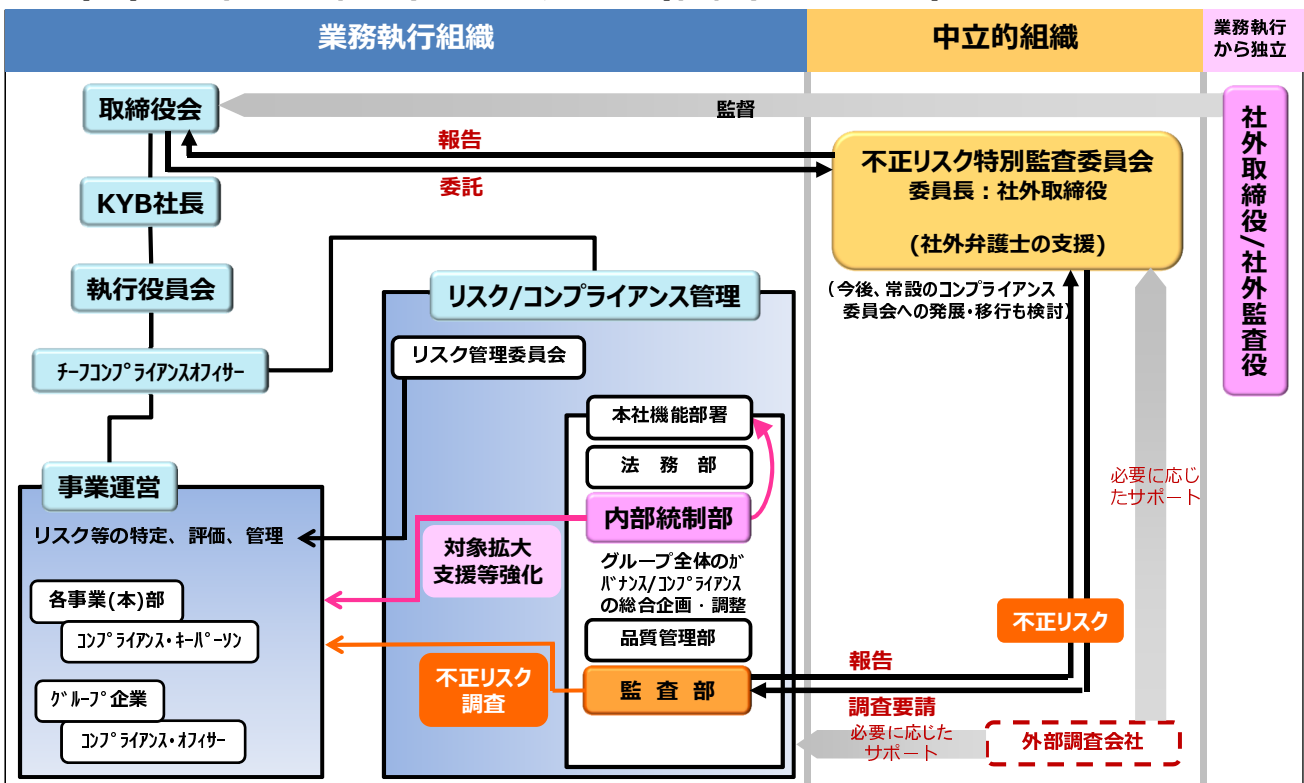 業務執行組織
中立的組織
業務執行
から独立
取締役会
監督
報告
委託
不正リスク特別監査委員会
委員長：社外取締役
(社外弁護士の支援)
社外取締役/社外監査役
KYB社長
執行役員会
リスク/コンプライアンス管理
（今後、常設のコンプライアンス
委員会への発展・移行も検討）
リスク管理委員会
ﾁｰﾌｺﾝﾌﾟﾗｲｱﾝｽｵﾌｨｻｰ
本社機能部署
法　務　部
事業運営
内部統制部
必要に応じ
たサポート
リスク等の特定、評価、管理
対象拡大
支援等強化
グループ全体のｶﾞ
ﾊﾞﾅﾝｽ/ｺﾝﾌﾟﾗｲｱﾝｽ
の総合企画・調整
各事業(本)部
ｺﾝﾌﾟﾗｲｱﾝｽ・ｷｰﾊﾟｰｿﾝ
品質管理部
不正リスク
報告
不正リスク
調査
監　査　部
ｸﾞﾙｰﾌﾟ企業
ｺﾝﾌﾟﾗｲｱﾝｽ・ｵﾌｨｻｰ
調査要請
必要に応じた
サポート
外部調査会社